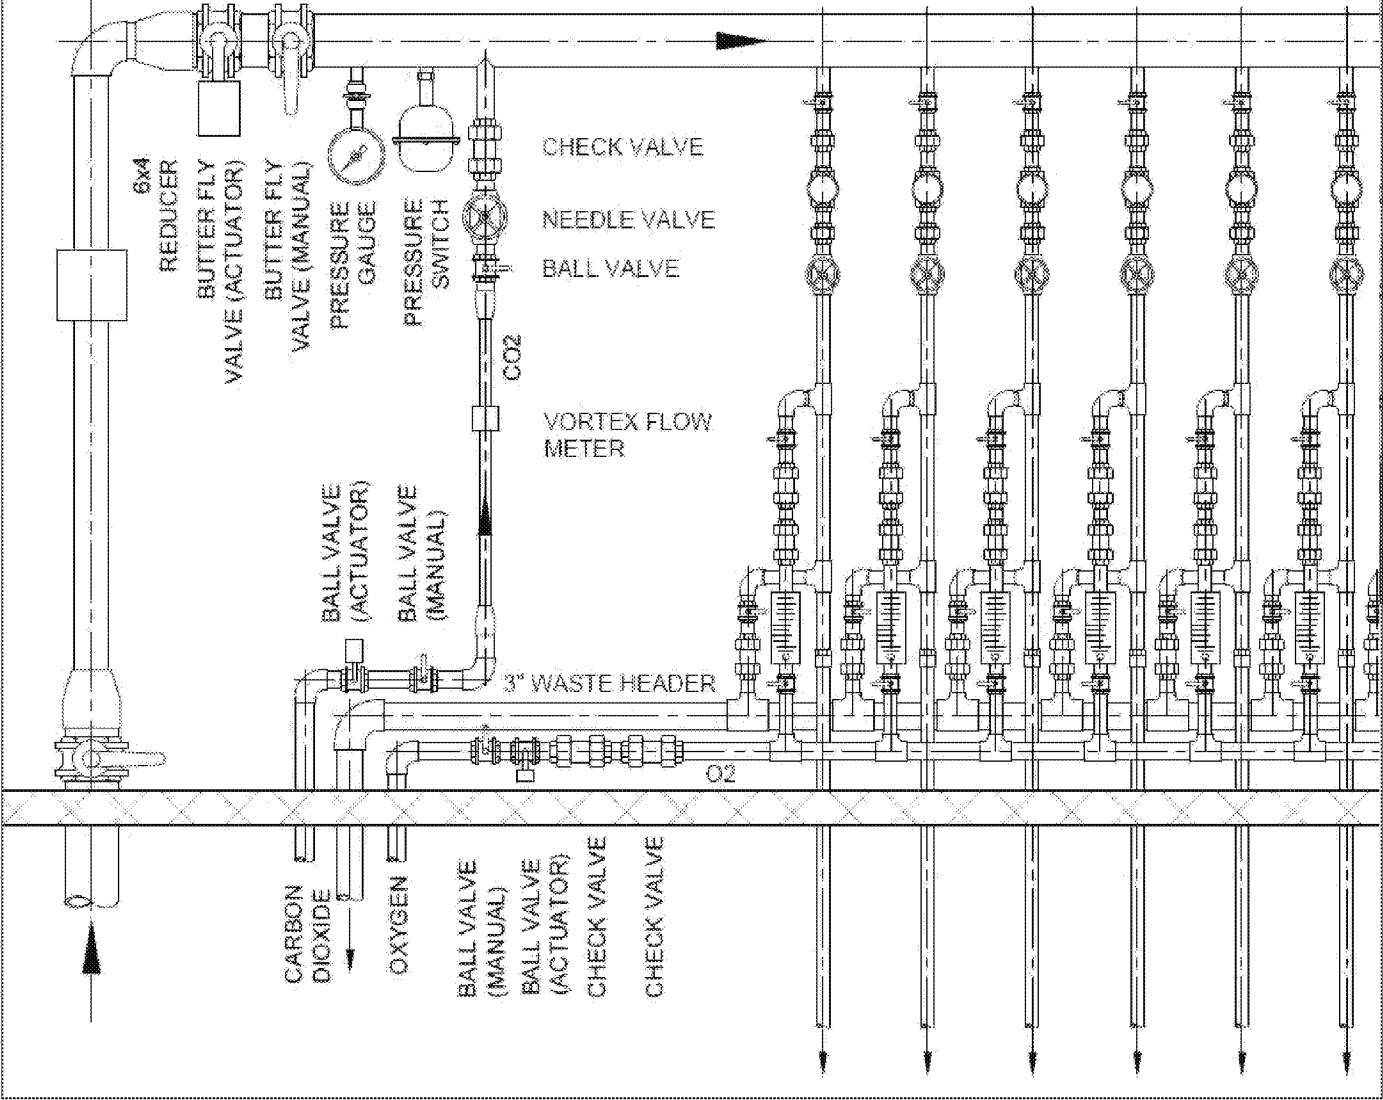 6x4
REDUCER
BUTTER FLY
VALVE (ACTUATOR)
BUTTER FLY
VALVE (MANUAL)
PRESSURE
GAUGE
PRESSURE
SWITCH
CHECK VALVE
NEEDLE VALVE
BALL VALVE
CO2
VORTEX FLOW
METER
BALL VALVE
(ACTUATOR)
BALL VALVE
(MANUAL)
3" WASTE HEADER
O2
CARBON
DIOXIDE
OXYGEN
BALL VALVE
(MANUAL)
BALL VALVE
(ACTUATOR)
CHECK VALVE
CHECK VALVE